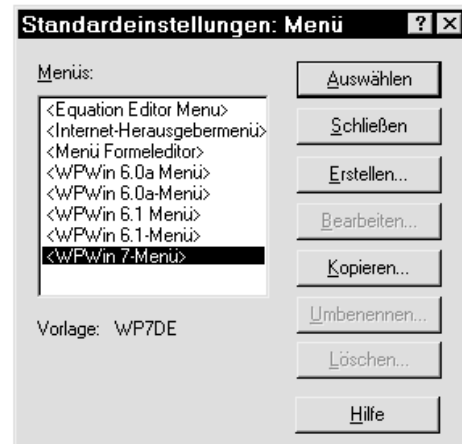 Standardeinstellungen: Menü
Menüs:
<Equation Editor Menu>
<Internet-Herausgebermenü>
<Menü Formeleditor>
<WPWin 6.0a Menü>
<WPWin 6.0a-Menü>
<WPWin 6.1 Menü>
<WPWin 6.1-Menü>
<WPWin 7-Menü>
Vorlage: WP7DE
Auswählen
Schließen
Erstellen...
Bearbeiten...
Kopieren...
Umbenennen...
Löschen...
Hilfe